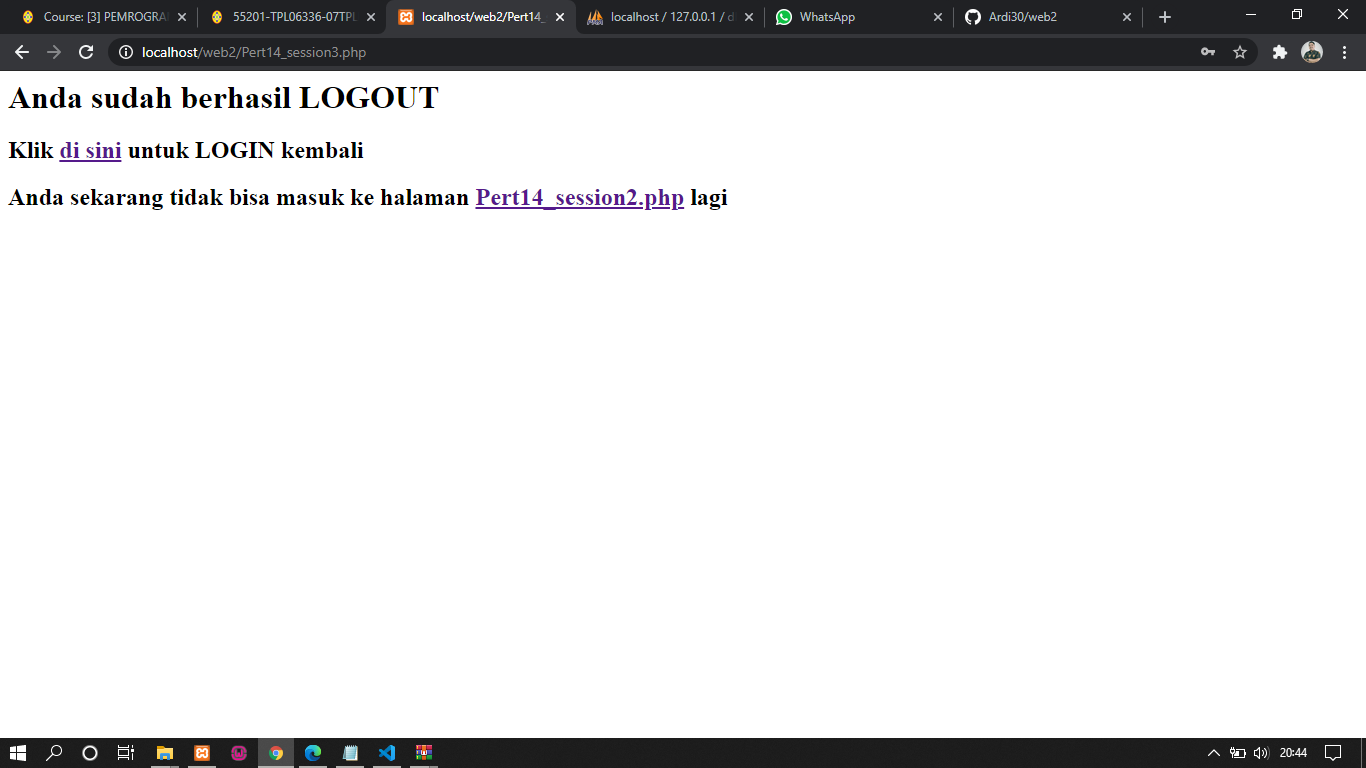 Course: [3] PEMROGRA
55201-TPL06336-07TPL
localhost/web2/Pert14_
localhost / 127.0.0.1 / d
WhatsApp
Ardi30/web2
localhost/web2/Pert14_session3.php
Anda sudah berhasil LOGOUT
Klik di sini untuk LOGIN kembali
Anda sekarang tidak bisa masuk ke halaman Pert14_session2.php lagi
20:44